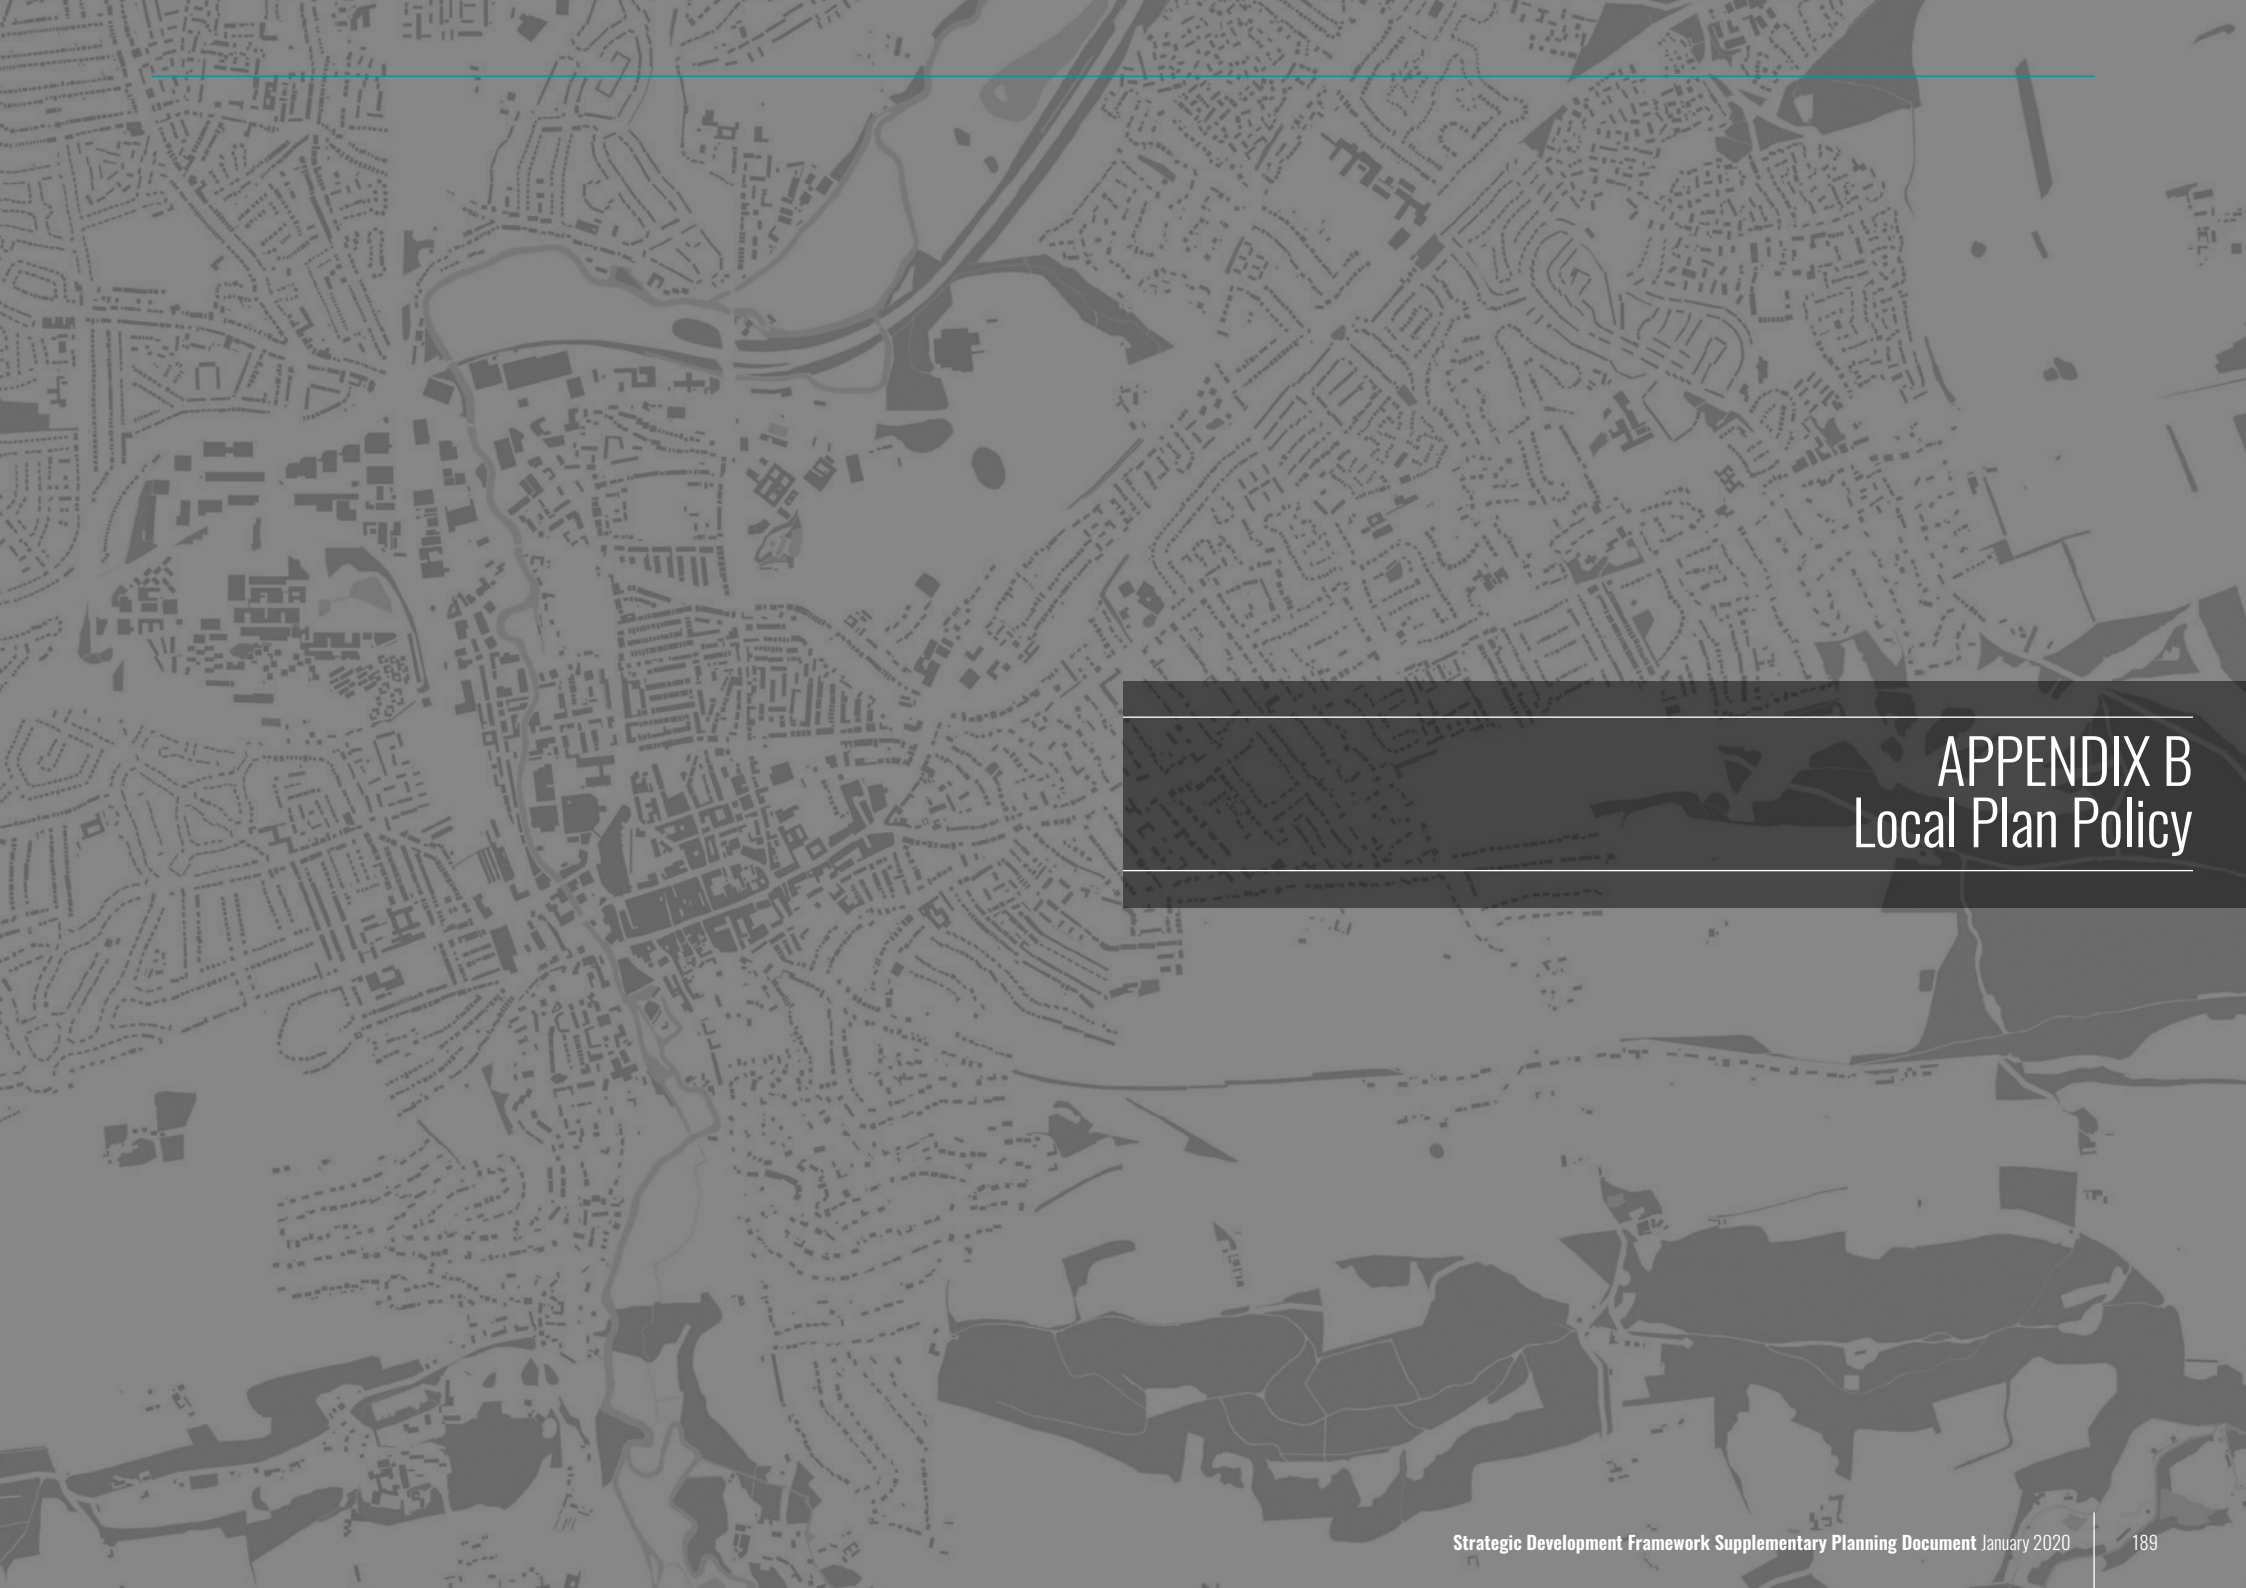 APPENDIX B
Local Plan Policy
Strategic Development Framework Supplementary Planning Document January 2020 189